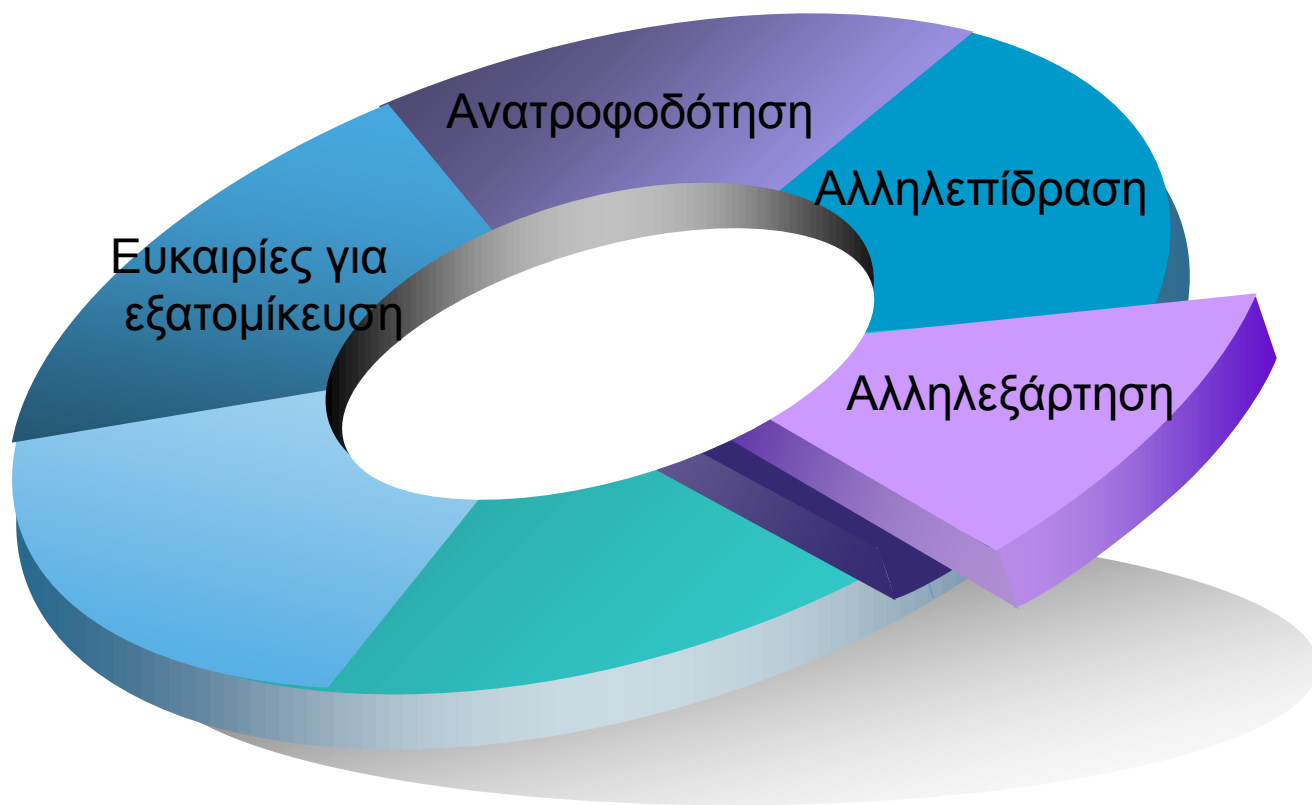 Ανατροφοδότηση
Αλληλεπίδραση
Ευκαιρίες για
εξατομίκευση
Αλληλεξάρτηση